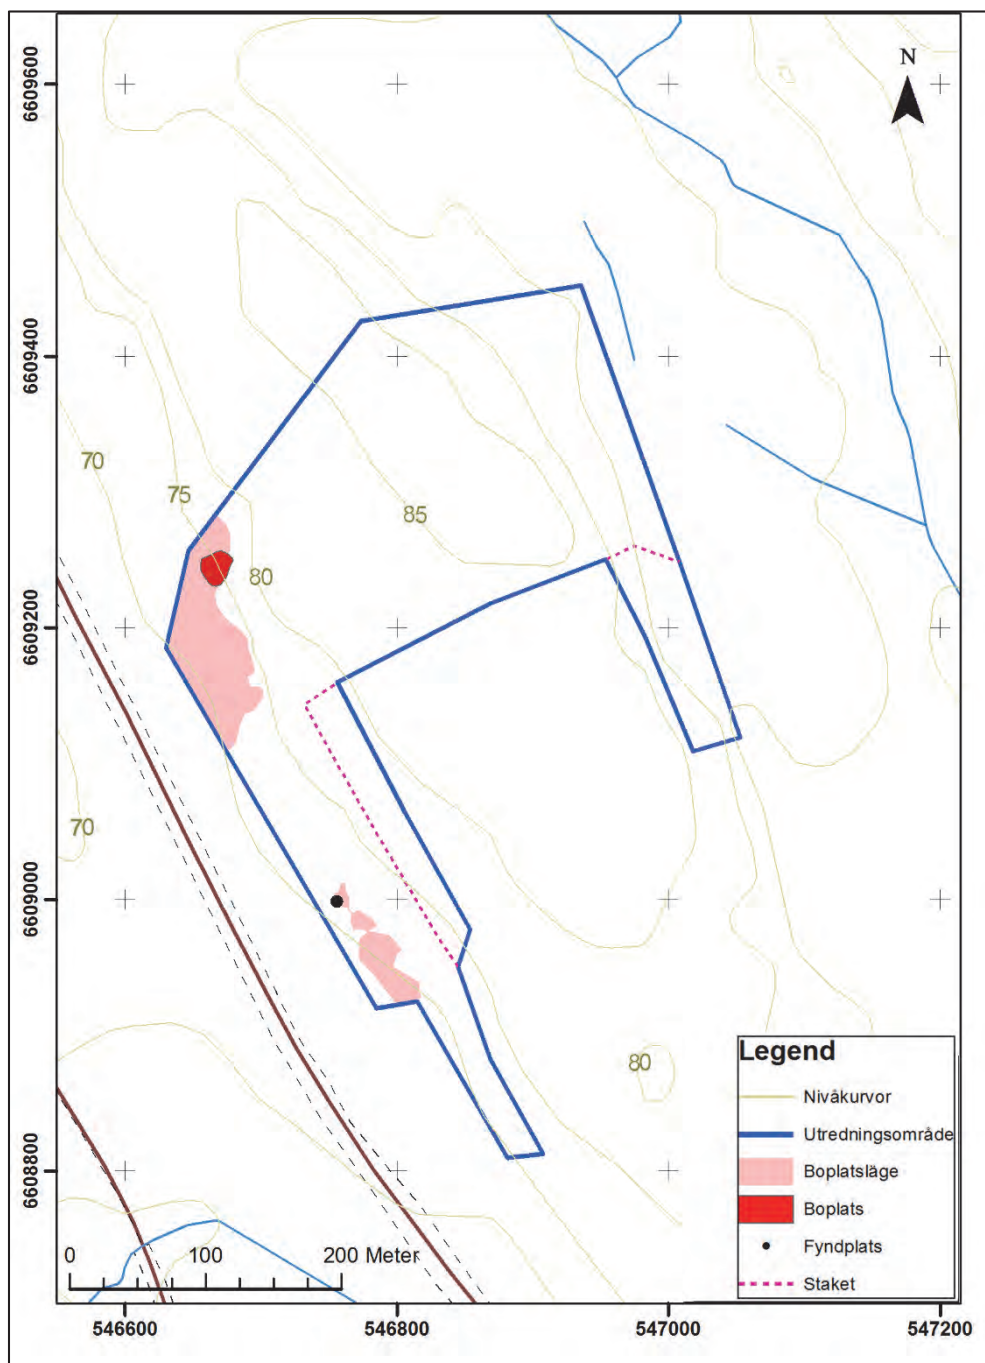 6609600
N
6609400
70
75
85
80
6609200
70
6609000
80
Legend
Nivåkurvor
Utredningsområde
Boplatsläge
Boplats
Fyndplats
Staket
6608800
0 100 200 Meter
546600 546800 547000 547200